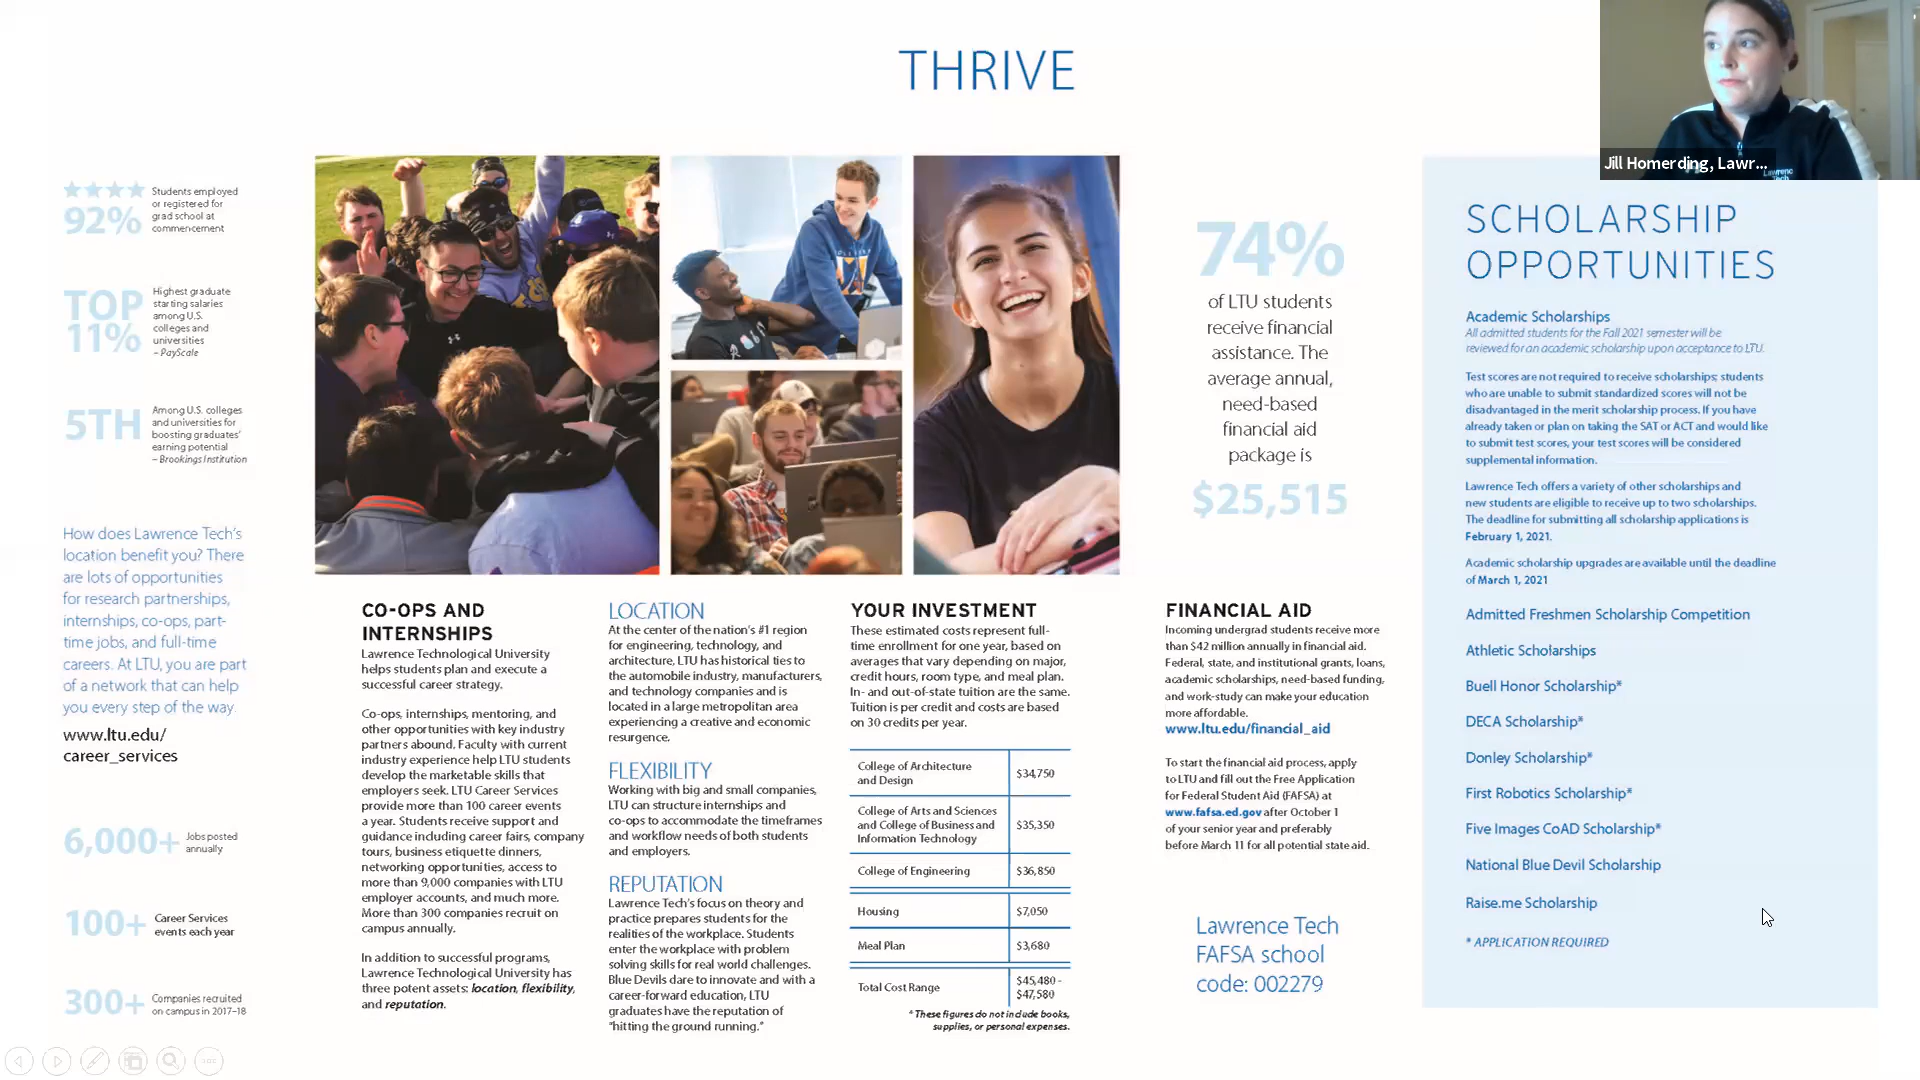 THRIVE
Jill Homerding, Lawr...
Lawrenc
Tech
92%
Students employed
or registered for
grad school at
commencement
TOP
11%
Highest graduate
starting salaries
among U.S.
colleges and
universities
– PayScale
5TH
Among U.S. colleges
and universities for
boosting graduates'
earning potential
– Brookings Institution
How does Lawrence Tech's
location benefit you? There
are lots of opportunities
for research partnerships,
internships, co-ops, part-
time jobs, and full-time
careers. At LTU, you are part
of a network that can help
you every step of the way.
www.ltu.edu/
career_services
6,000+
Jobs posted
annually
100+
Career Services
events each year
300+
Companies recruited
on campus in 2017–18
CO-OPS AND
INTERNSHIPS
Lawrence Technological University
helps students plan and execute a
successful career strategy.
Co-ops, internships, mentoring, and
other opportunities with key industry
partners abound. Faculty with current
industry experience help LTU students
develop the marketable skills that
employers seek. LTU Career Services
provide more than 100 career events
a year. Students receive support and
guidance including career fairs, company
tours, business etiquette dinners,
networking opportunities, access to
more than 9,000 companies with LTU
employer accounts, and much more.
More than 300 companies recruit on
campus annually.
In addition to successful programs,
Lawrence Technological University has
three potent assets: location, flexibility,
and reputation.
LOCATION
At the center of the nation's #1 region
for engineering, technology, and
architecture, LTU has historical ties to
the automobile industry, manufacturers,
and technology companies and is
located in a large metropolitan area
experiencing a creative and economic
resurgence.
FLEXIBILITY
Working with big and small companies,
LTU can structure internships and
co-ops to accommodate the timeframes
and workflow needs of both students
and employers.
REPUTATION
Lawrence Tech's focus on theory and
practice prepares students for the
realities of the workplace. Students
enter the workplace with problem
solving skills for real world challenges.
Blue Devils dare to innovate and with a
career-forward education, LTU
graduates have the reputation of
"hitting the ground running."
YOUR INVESTMENT
These estimated costs represent full-
time enrollment for one year, based on
averages that vary depending on major,
credit hours, room type, and meal plan.
In- and out-of-state tuition are the same.
Tuition is per credit and costs are based
on 30 credits per year.
College of Architecture
and Design
$34,750
College of Arts and Sciences
and College of Business and
Information Technology
$35,350
College of Engineering
$36,850
Housing
$7,050
Meal Plan
$3,680
Total Cost Range
$45,480 -
$47,580
* These figures do not include books,
supplies, or personal expenses.
74%
of LTU students
receive financial
assistance. The
average annual,
need-based
financial aid
package is
$25,515
FINANCIAL AID
Incoming undergrad students receive more
than $42 million annually in financial aid.
Federal, state, and institutional grants, loans,
academic scholarships, need-based funding,
and work-study can make your education
more affordable.
www.ltu.edu/financial_aid
To start the financial aid process, apply
to LTU and fill out the Free Application
for Federal Student Aid (FAFSA) at
www.fafsa.ed.gov after October 1
of your senior year and preferably
before March 11 for all potential state aid.
Lawrence Tech
FAFSA school
code: 002279
SCHOLARSHIP
OPPORTUNITIES
Academic Scholarships
All admitted students for the Fall 2021 semester will be
reviewed for an academic scholarship upon acceptance to LTU.
Test scores are not required to receive scholarships; students
who are unable to submit standardized scores will not be
disadvantaged in the merit scholarship process. If you have
already taken or plan on taking the SAT or ACT and would like
to submit test scores, your test scores will be considered
supplemental information.
Lawrence Tech offers a variety of other scholarships and
new students are eligible to receive up to two scholarships.
The deadline for submitting all scholarship applications is
February 1, 2021.
Academic scholarship upgrades are available until the deadline
of March 1, 2021
Admitted Freshmen Scholarship Competition
Athletic Scholarships
Buell Honor Scholarship*
DECA Scholarship*
Donley Scholarship*
First Robotics Scholarship*
Five Images CoAD Scholarship*
National Blue Devil Scholarship
Raise.me Scholarship
* APPLICATION REQUIRED